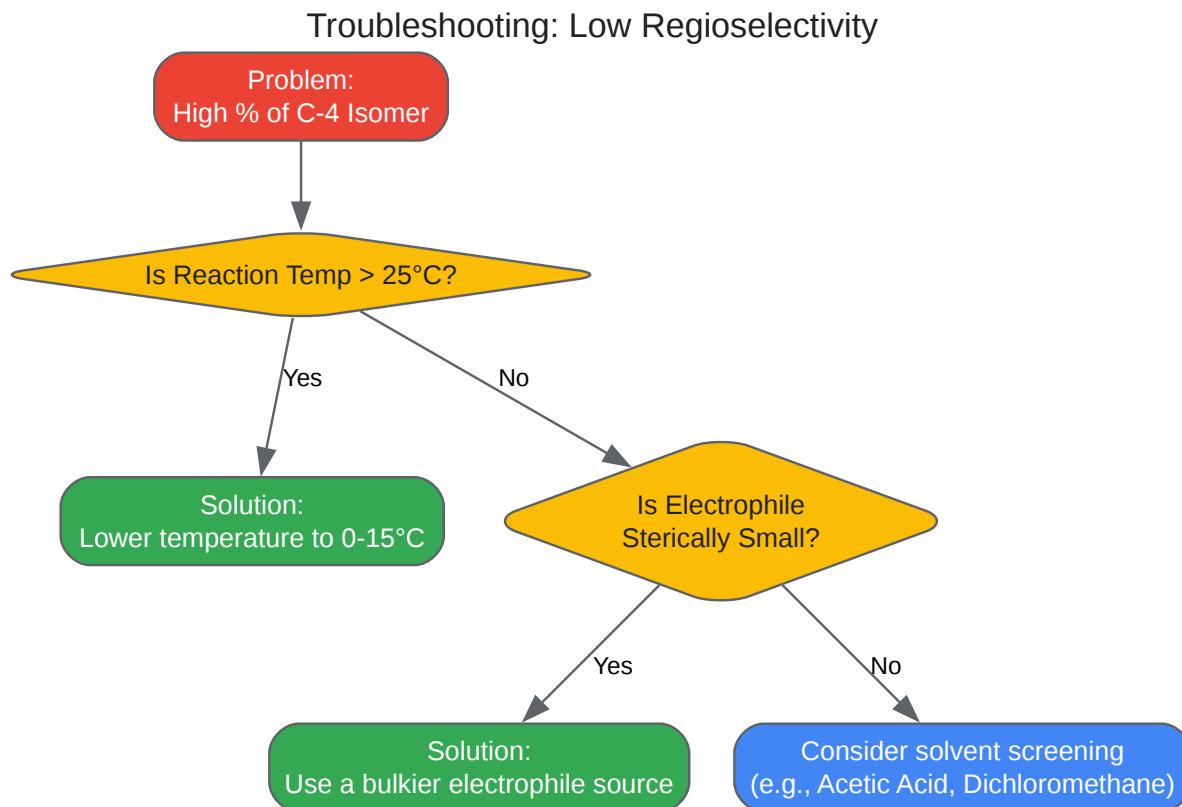 Troubleshooting: Low Regioselectivity
Problem:
High % of C-4 Isomer
Is Reaction Temp > 25°C?
Yes
No
Solution:
Lower temperature to 0-15°C
Is Electrophile
Sterically Small?
Yes
No
Solution:
Use a bulkier electrophile source
Consider solvent screening
(e.g., Acetic Acid, Dichloromethane)